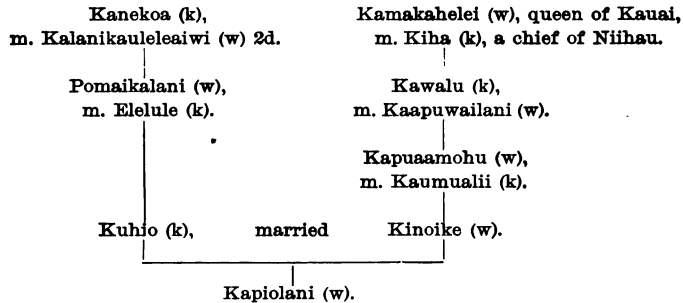 Kanekoa (k),
m. Kalanikauleleaiwi (w) 2d.
Kamakahelei (w), queen of Kauai,
m. Kiha (k), a chief of Niihau.
Pomaikalani (w),
m. Elelule (k).
Kawalu (k),
m. Kaapuwailani (w).
Kapuaamohu (w),
m. Kaumualii (k).
Kuhio (k), married Kinoike (w).
Kapiolani (w).